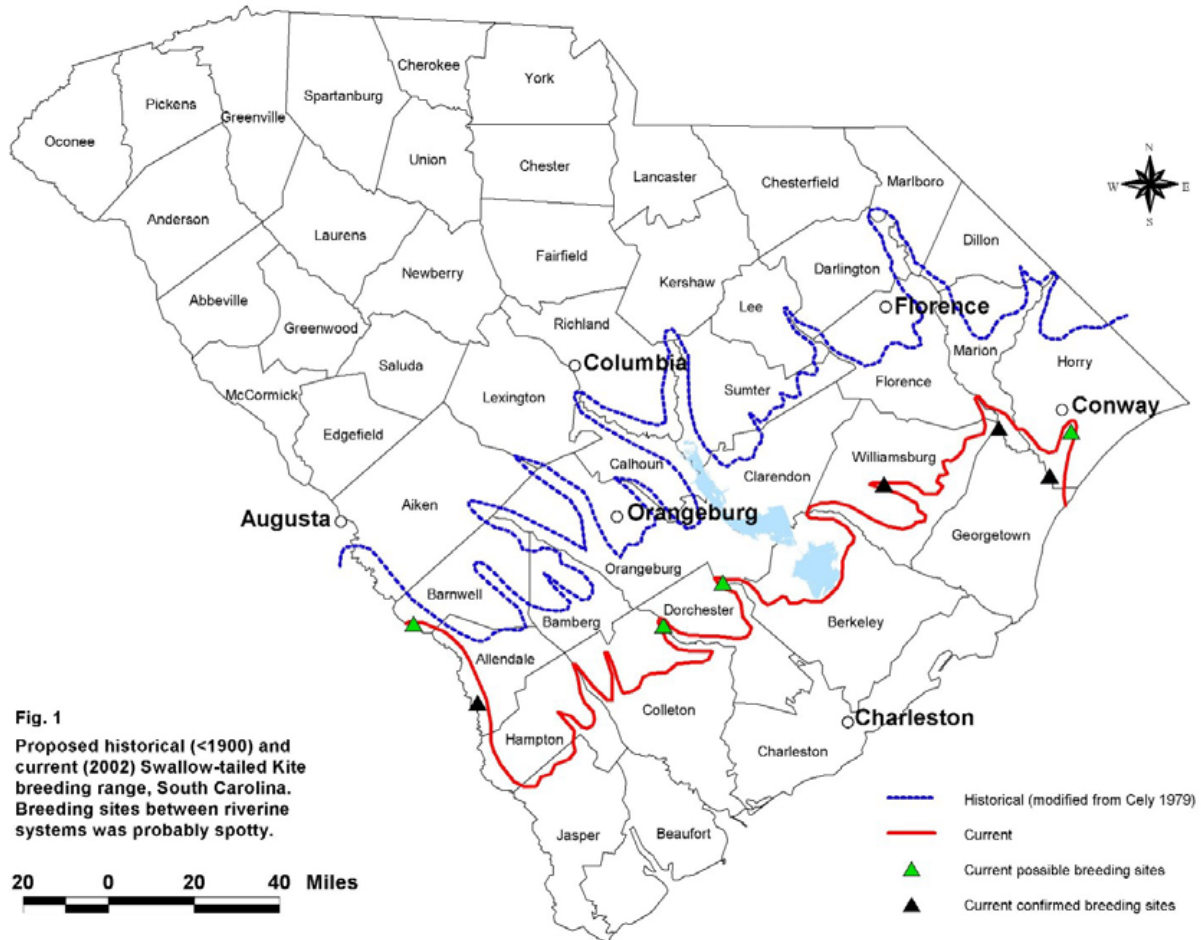 Cherokee
York
Pickens
Spartanburg
Greenville
Oconee
Union
Chester
Lancaster
Chesterfield
Marlboro
N
W E
S
Anderson
Laurens
Dillon
Fairfield
Newberry
Kershaw
Darlington
Abbeville
Lee
Florence
Greenwood
Richland
Marion
Saluda
Columbia
Horry
McCormick
Lexington
Sumter
Florence
Conway
Edgefield
Calhoun
Clarendon
Williamsburg
Aiken
Augusta
Orangeburg
Georgetown
Orangeburg
Barnwell
Dorchester
Bamberg
Berkeley
Allendale
Colleton
Charleston
Hampton
Charleston
Jasper
Beaufort
Fig. 1
Proposed historical (<1900) and
current (2002) Swallow-tailed Kite
breeding range, South Carolina.
Breeding sites between riverine
systems was probably spotty.
20 0 20 40 Miles
Historical (modified from Cely 1979)
Current
Current possible breeding sites
Current confirmed breeding sites